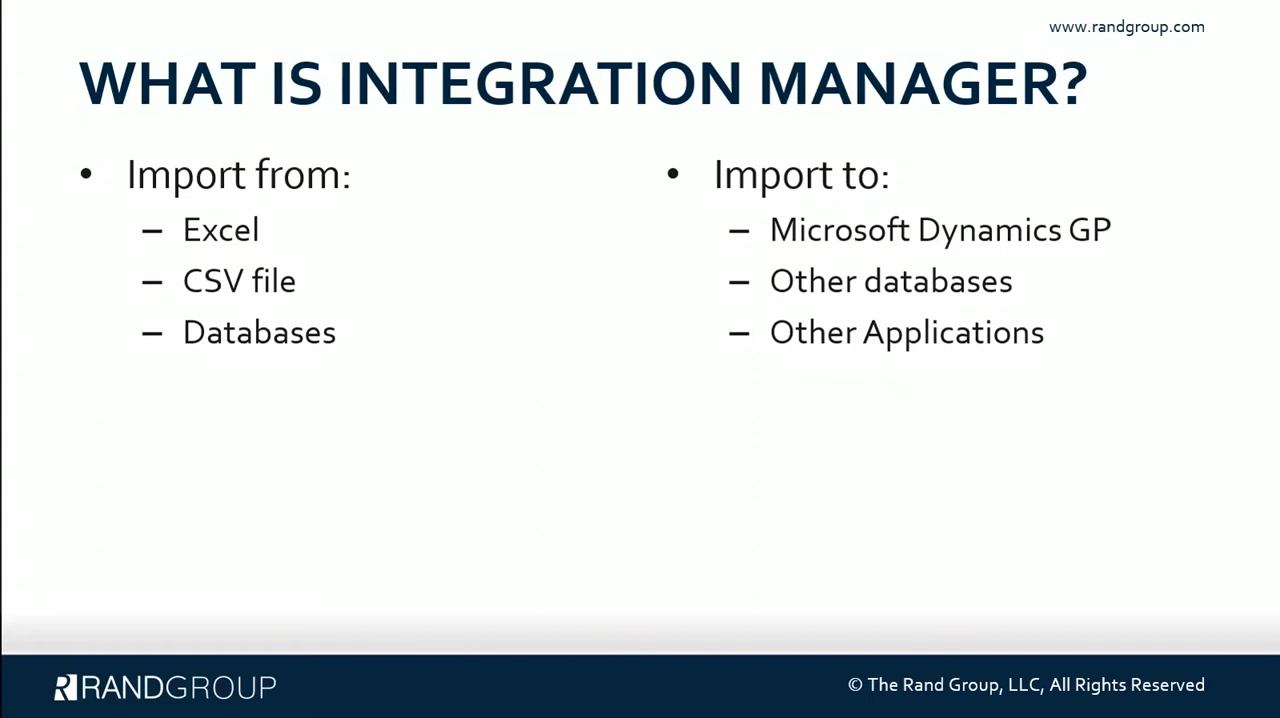 www.randgroup.com
WHAT IS INTEGRATION MANAGER?
• Import from:
– Excel
– CSV file
– Databases
• Import to:
– Microsoft Dynamics GP
– Other databases
– Other Applications
RANDGROUP
© The Rand Group, LLC, All Rights Reserved